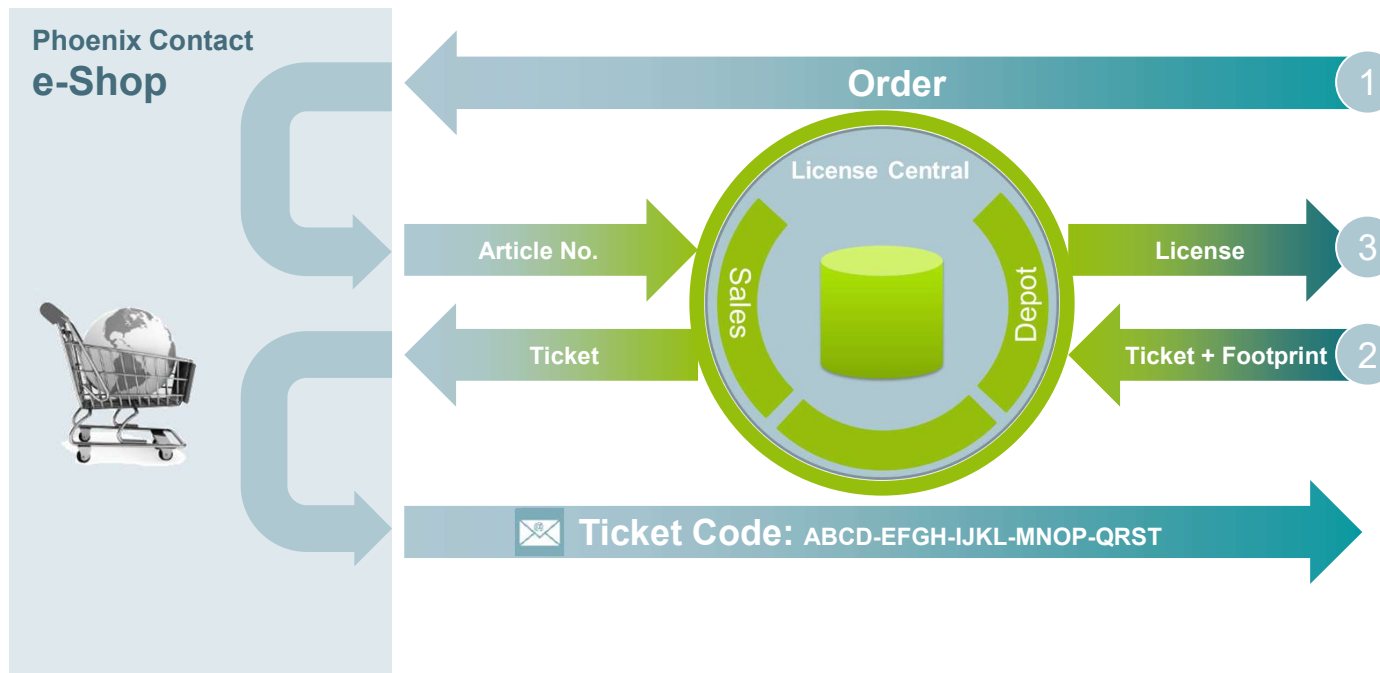 Phoenix Contact
e-Shop
Order
1
License Central
Article No.
License
3
Sales
Depot
Ticket
Ticket + Footprint
2
@
Ticket Code: ABCD-EFGH-IJKL-MNOP-QRST